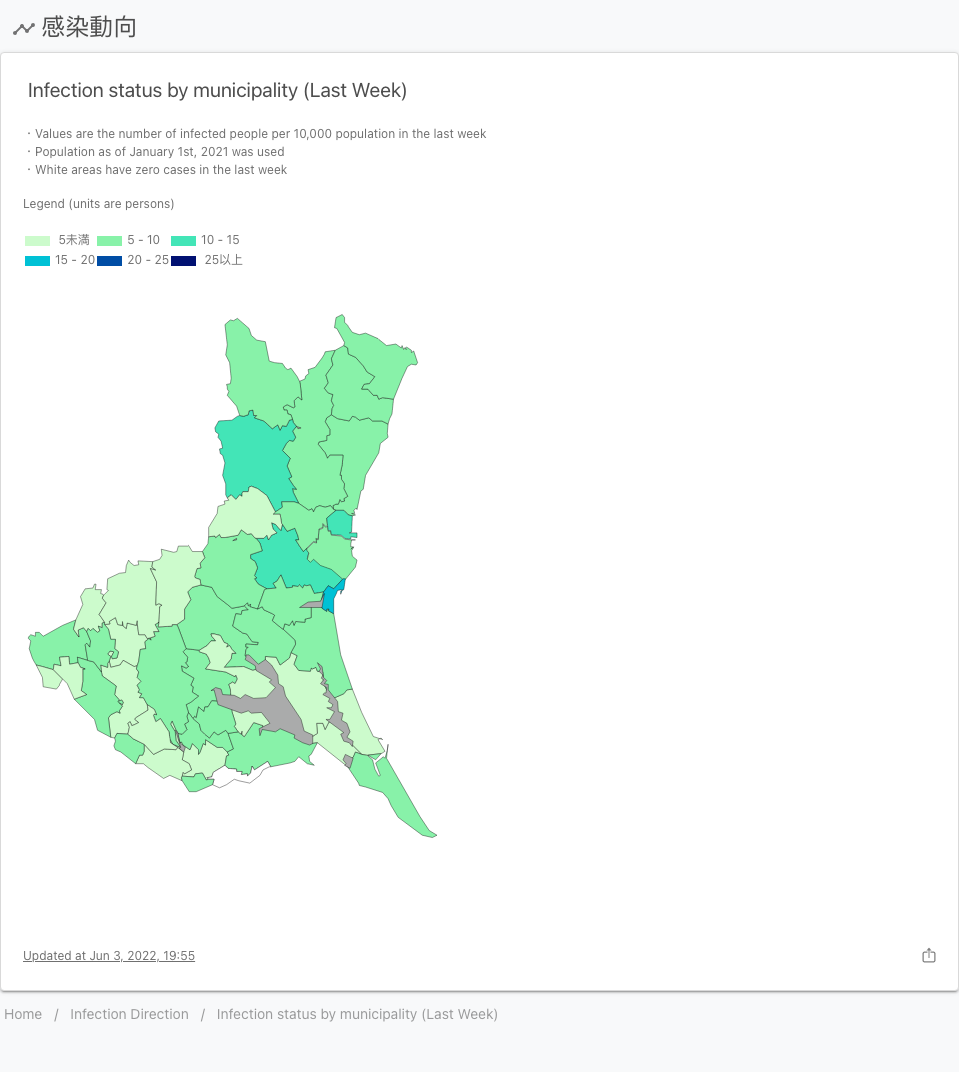 感染動向
Infection status by municipality (Last Week)
・Values are the number of infected people per 10,000 population in the last week
・Population as of January 1st, 2021 was used
・White areas have zero cases in the last week
Legend (units are persons)
5未満 5 - 10 10 - 15
15 - 20 20 - 25 25以上
Updated at Jun 3, 2022, 19:55
Home / Infection Direction / Infection status by municipality (Last Week)